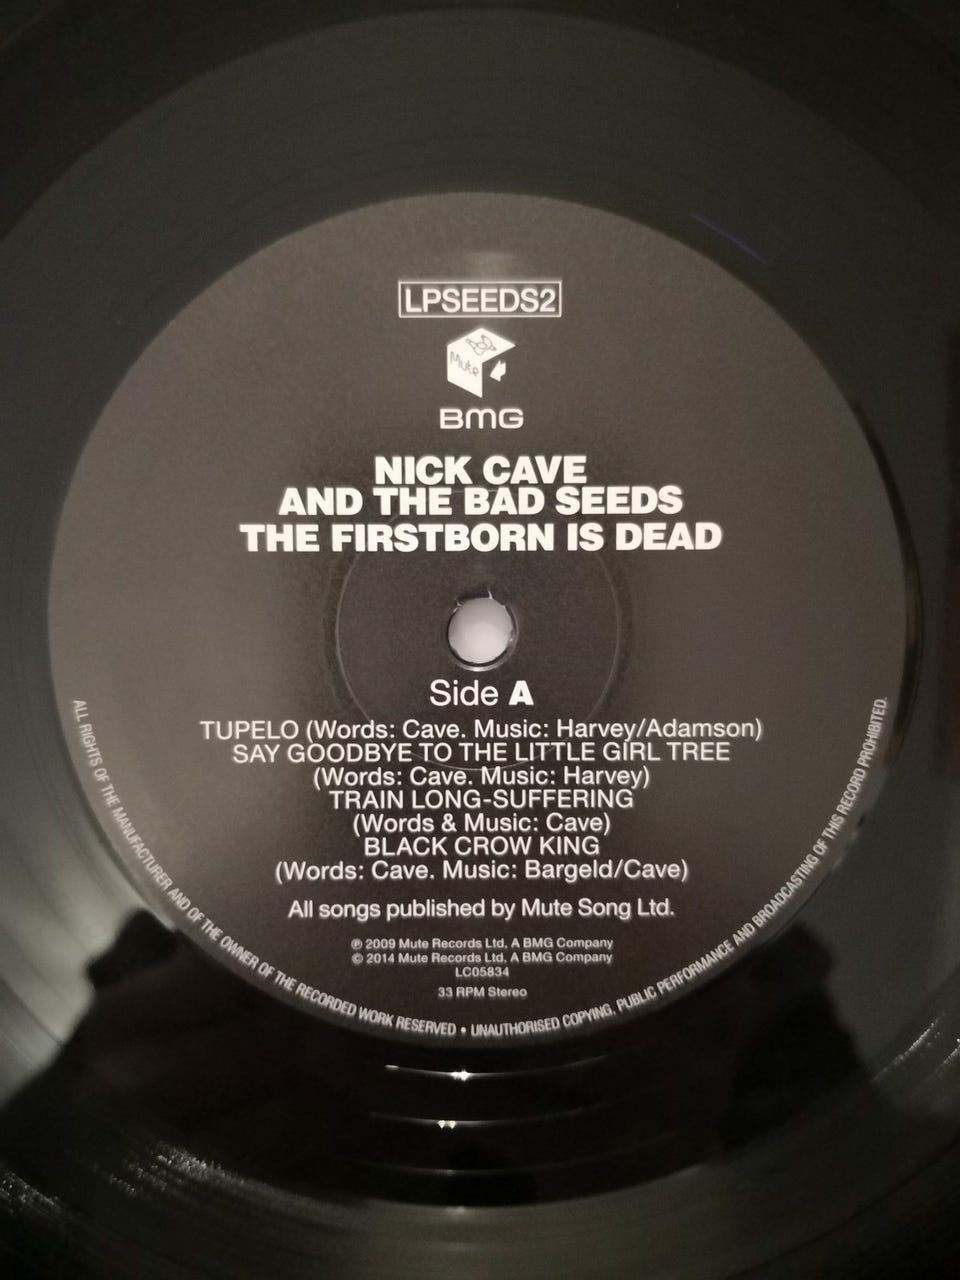 LPSEEDS2
Mute
BMG
NICK CAVE
AND THE BAD SEEDS
THE FIRSTBORN IS DEAD
Side A
TUPELO (Words: Cave. Music: Harvey/Adamson)
SAY GOODBYE TO THE LITTLE GIRL TREE
(Words: Cave. Music: Harvey)
TRAIN LONG-SUFFERING
(Words & Music: Cave)
BLACK CROW KING
(Words: Cave. Music: Bargeld/Cave)
All songs published by Mute Song Ltd.
℗ 2009 Mute Records Ltd, A BMG Company
© 2014 Mute Records Ltd, A BMG Company
LC05834
33 RPM Stereo
ALL RIGHTS OF THE MANUFACTURER AND OF THE OWNER OF THE RECORDED WORK RESERVED • UNAUTHORISED COPYING, PUBLIC PERFORMANCE AND BROADCASTING OF THIS RECORD PROHIBITED.